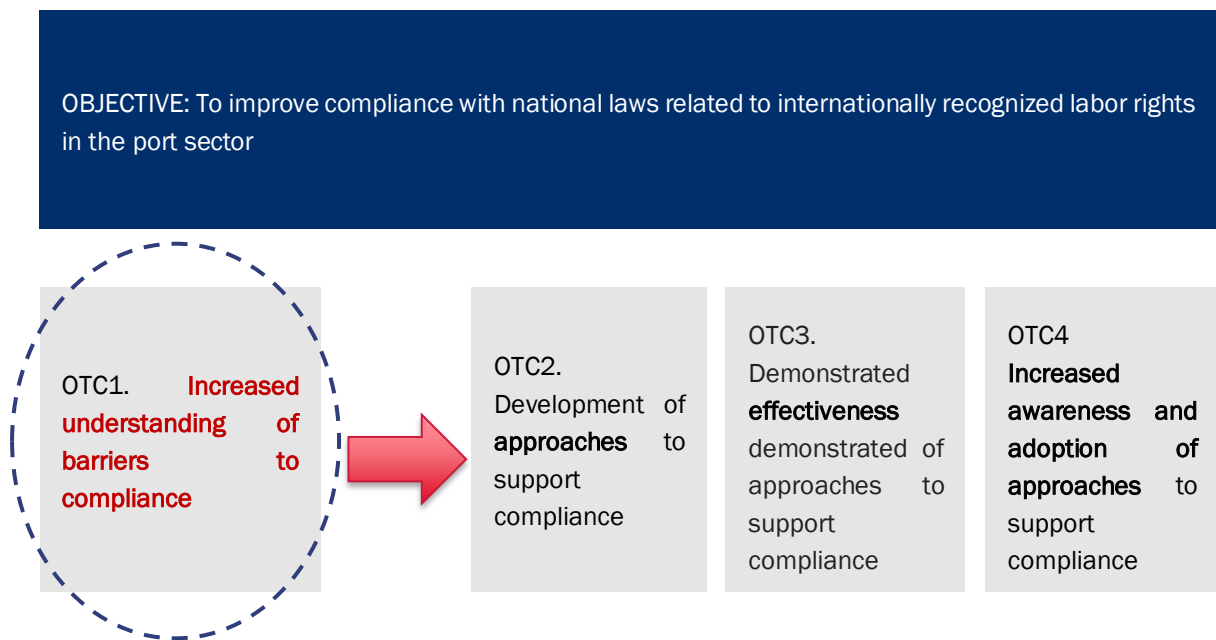 OBJECTIVE: To improve compliance with national laws related to internationally recognized labor rights
in the port sector
OTC1. Increased
understanding of
barriers to
compliance
OTC2.
Development of
approaches to
support
compliance
OTC3.
Demonstrated
effectiveness
demonstrated of
approaches to
support
compliance
OTC4
Increased
awareness and
adoption of
approaches to
support
compliance